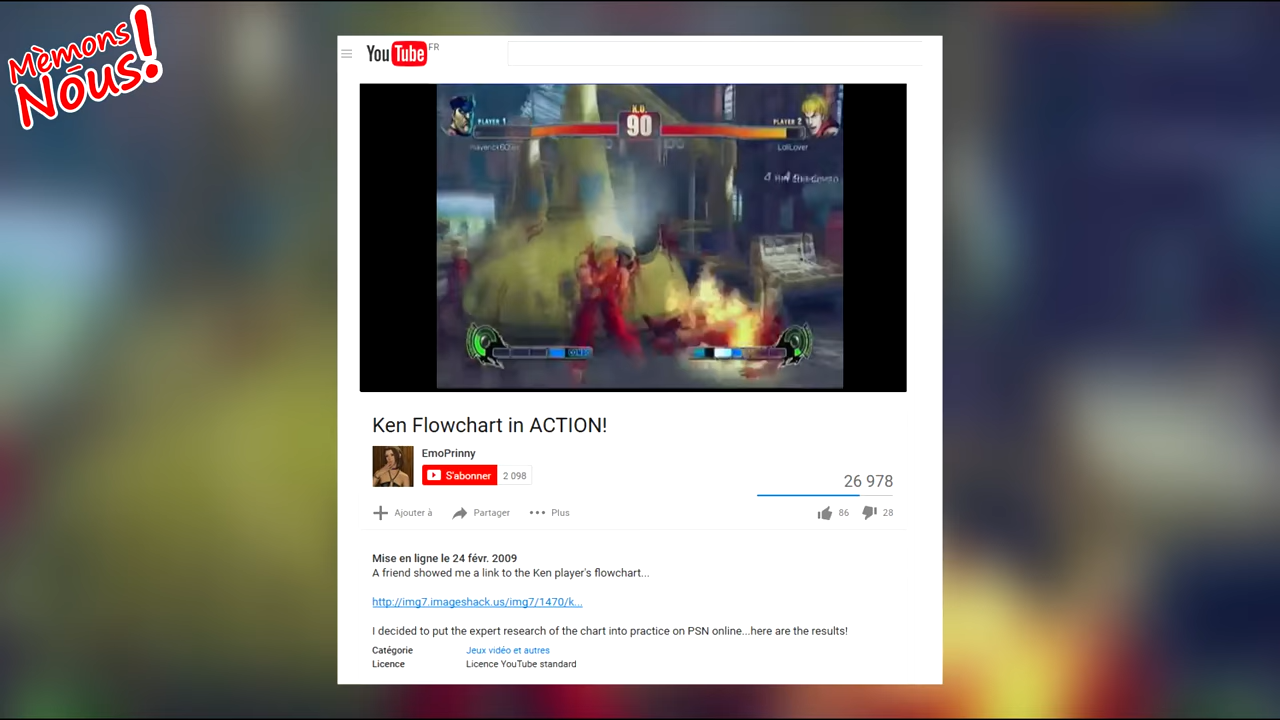 Mèmons
Nōus!
YouTube FR
K.O.
PLAYER 1
90
PLAYER 2
LoliLover
COMBO
Ken Flowchart in ACTION!
EmoPrinny
S'abonner 2 098
26 978
Ajouter à Partager Plus
86 28
Mise en ligne le 24 févr. 2009
A friend showed me a link to the Ken player's flowchart...
http://img7.imageshack.us/img7/1470/k...
I decided to put the expert research of the chart into practice on PSN online...here are the results!
Catégorie Jeux vidéo et autres
Licence Licence YouTube standard